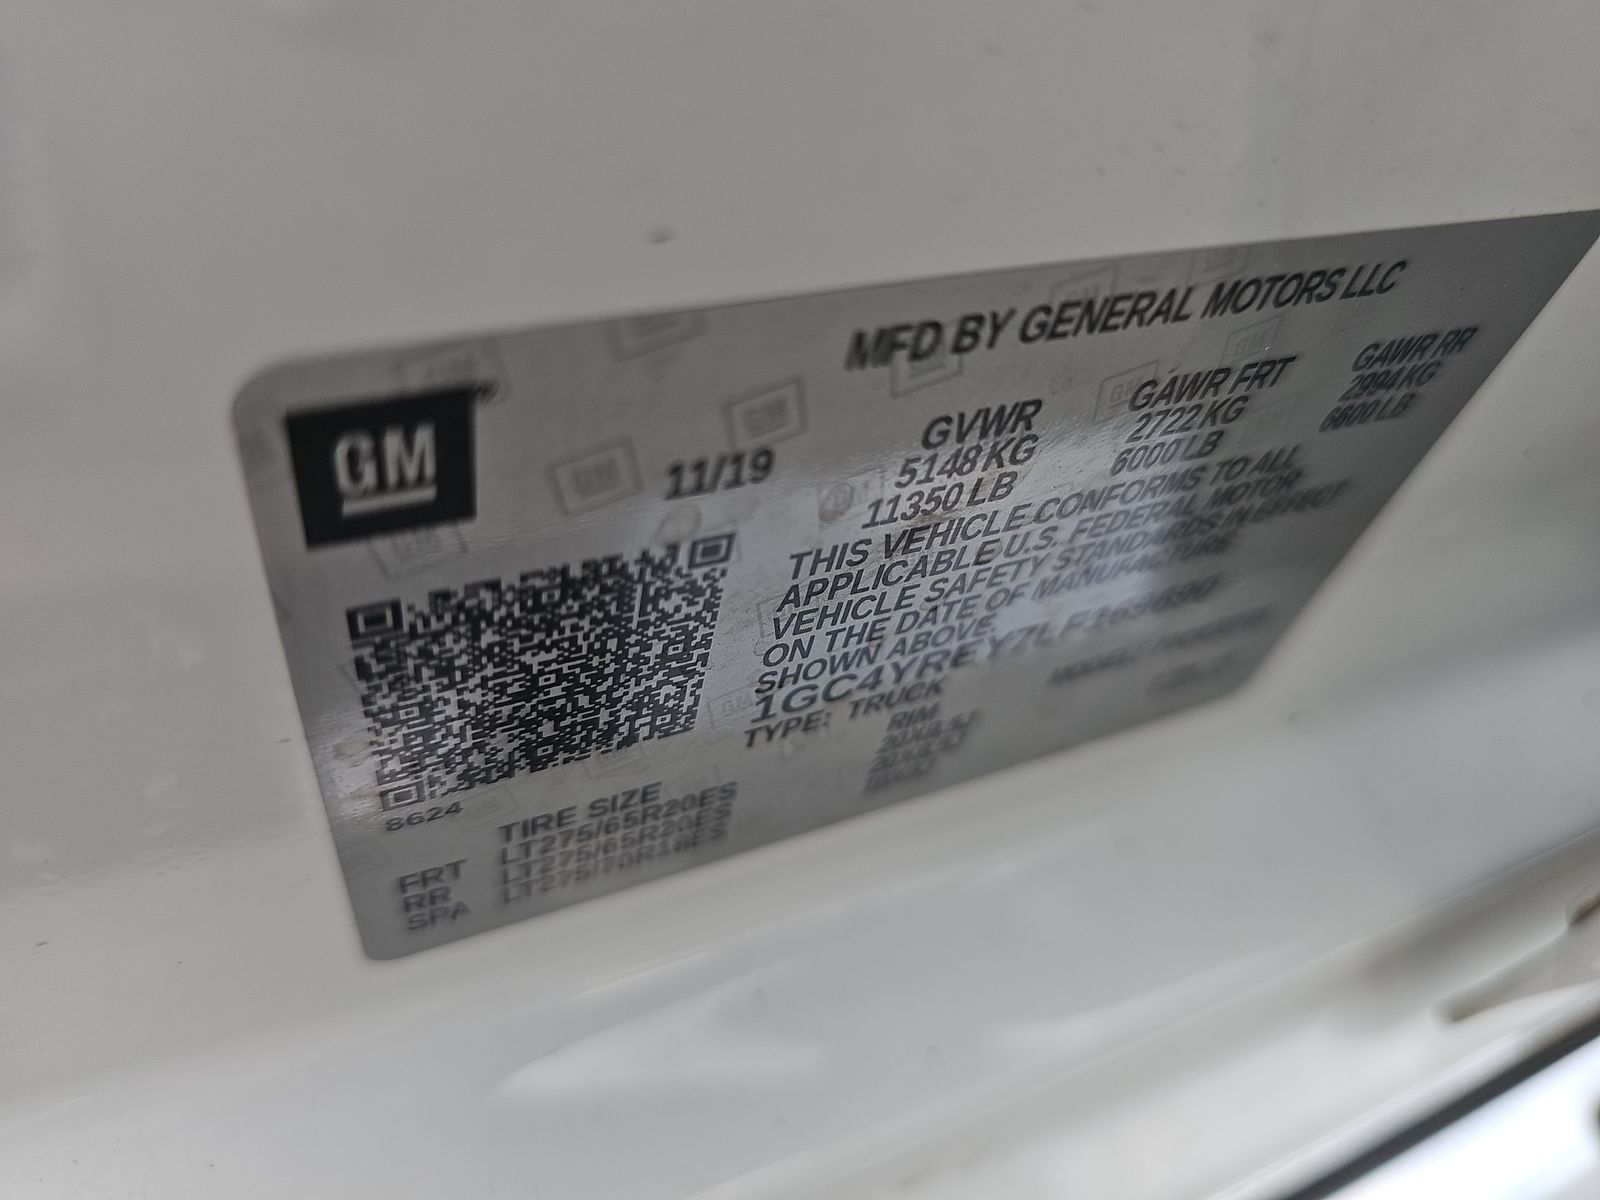 MFD BY GENERAL MOTORS LLC
GM
11/19
GVWR GAWR FRT GAWR RR
5148 KG 2722 KG 2994 KG
11350 LB 6000 LB 6600 LB
THIS VEHICLE CONFORMS TO ALL
APPLICABLE U.S. FEDERAL MOTOR
VEHICLE SAFETY STANDARDS IN EFFECT
ON THE DATE OF MANUFACTURE
SHOWN ABOVE.
TYPE: TRUCK
8624
TIRE SIZE RIM
FRT LT275/65R20ES
RR LT275/65R20ES
SPA LT275/70R18ES